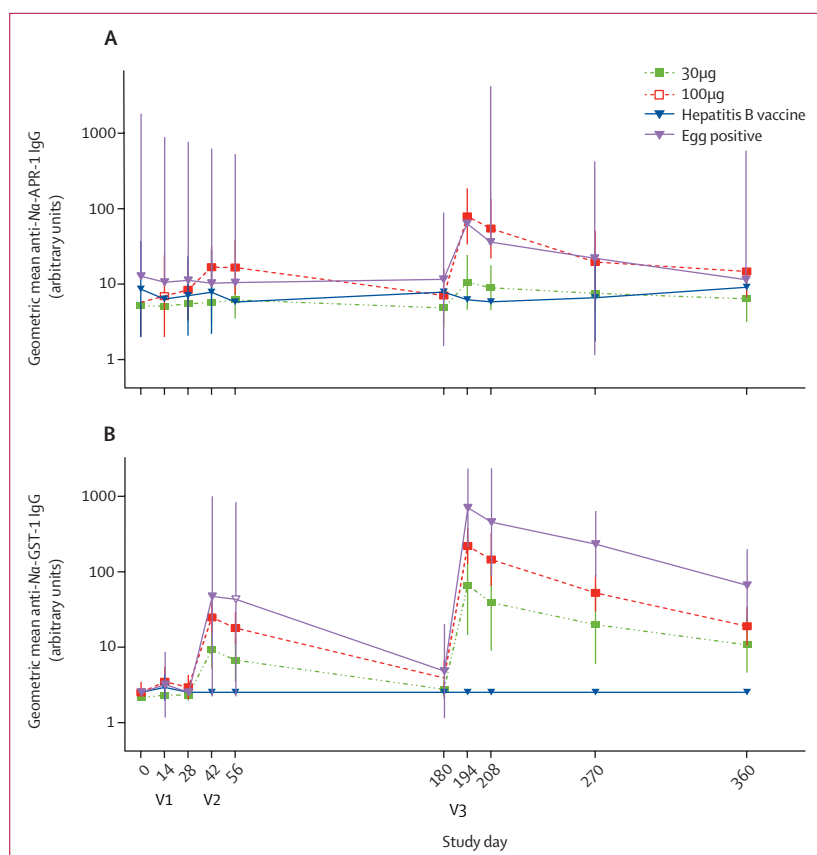 A
30µg
100µg
Hepatitis B vaccine
Egg positive
1000
100
10
1
Geometric mean anti-Na-APR-1 IgG
(arbitrary units)
B
1000
100
10
1
Geometric mean anti-Na-GST-1 IgG
(arbitrary units)
0 14 28 42 56 180 194 208 270 360
V1 V2 V3
Study day